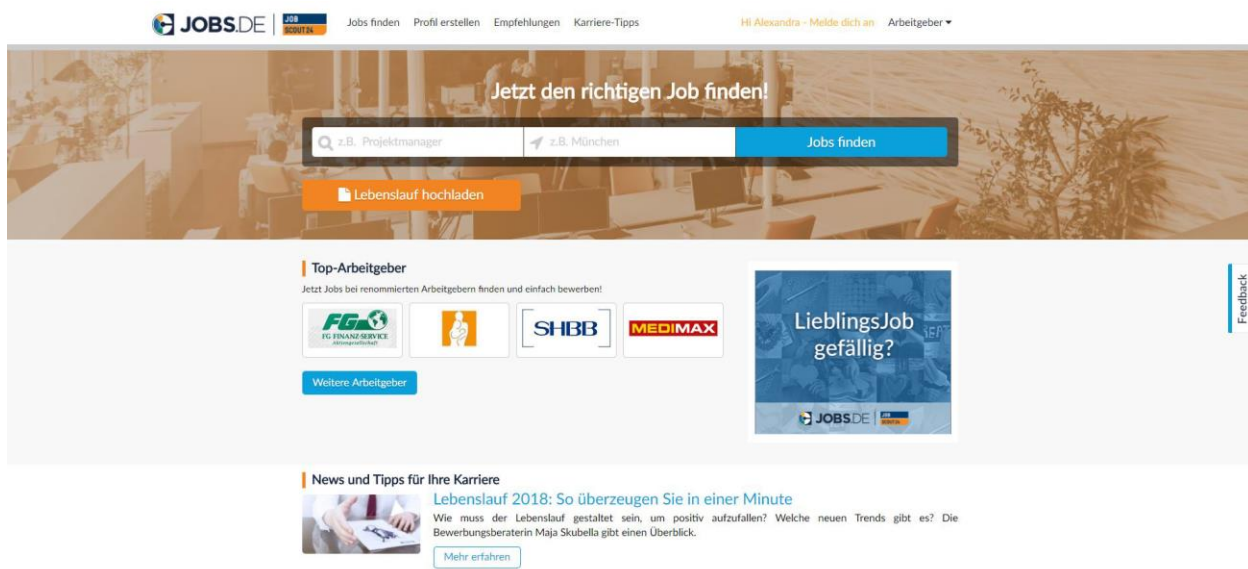 JOBS.DE JOB SCOUT24 Jobs finden Profil erstellen Empfehlungen Karriere-Tipps Hi Alexandra - Melde dich an Arbeitgeber
Jetzt den richtigen Job finden!
z.B. Projektmanager z.B. München Jobs finden
Lebenslauf hochladen
Feedback
Top-Arbeitgeber
Jetzt Jobs bei renommierten Arbeitgebern finden und einfach bewerben!
FG
FG FINANZ-SERVICE
Aktiengesellschaft
SHBB
MEDIMAX
Weitere Arbeitgeber
LieblingsJob
gefällig?
JOBS.DE JOB SCOUT24
News und Tipps für Ihre Karriere
Lebenslauf 2018: So überzeugen Sie in einer Minute
Wie muss der Lebenslauf gestaltet sein, um positiv aufzufallen? Welche neuen Trends gibt es? Die
Bewerbungsberaterin Maja Skubella gibt einen Überblick.
Mehr erfahren